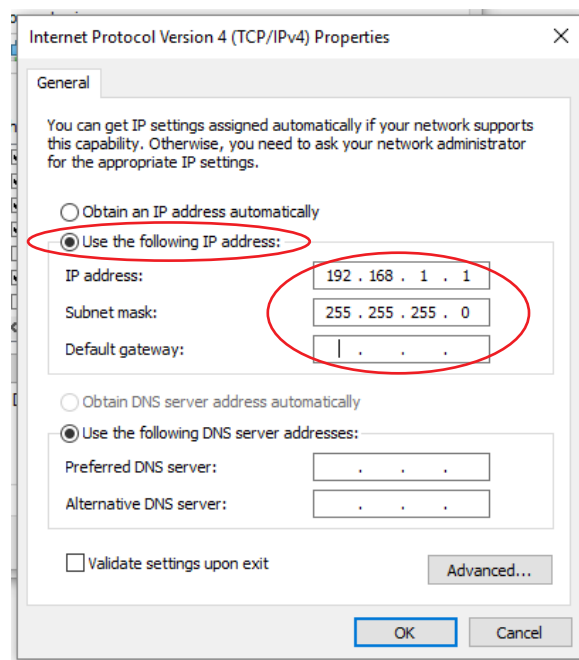 Internet Protocol Version 4 (TCP/IPv4) Properties
General
You can get IP settings assigned automatically if your network supports
this capability. Otherwise, you need to ask your network administrator
for the appropriate IP settings.
Obtain an IP address automatically
Use the following IP address:
IP address: 192 . 168 . 1 . 1
Subnet mask: 255 . 255 . 255 . 0
Default gateway: . . .
Obtain DNS server address automatically
Use the following DNS server addresses:
Preferred DNS server: . . .
Alternative DNS server: . . .
Validate settings upon exit
Advanced...
OK Cancel